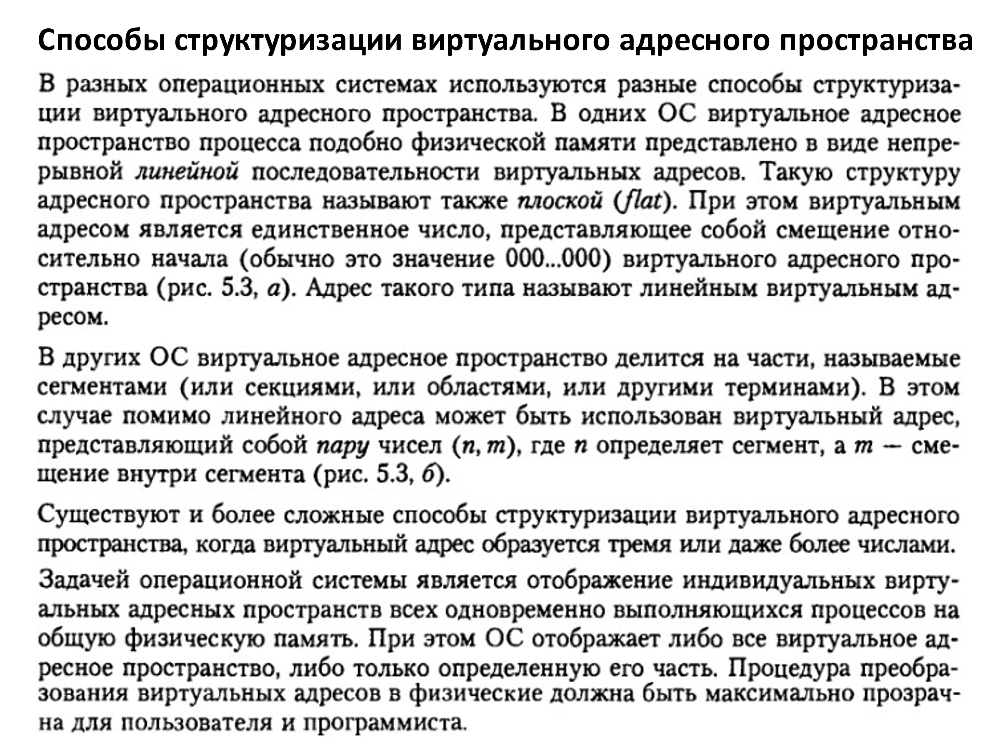 Способы структуризации виртуального адресного пространства
В разных операционных системах используются разные способы структуриза-
ции виртуального адресного пространства. В одних ОС виртуальное адресное
пространство процесса подобно физической памяти представлено в виде непре-
рывной линейной последовательности виртуальных адресов. Такую структуру
адресного пространства называют также плоской (flat). При этом виртуальным
адресом является единственное число, представляющее собой смещение отно-
сительно начала (обычно это значение 000...000) виртуального адресного про-
странства (рис. 5.3, а). Адрес такого типа называют линейным виртуальным ад-
ресом.
В других ОС виртуальное адресное пространство делится на части, называемые
сегментами (или секциями, или областями, или другими терминами). В этом
случае помимо линейного адреса может быть использован виртуальный адрес,
представляющий собой пару чисел (n, m), где n определяет сегмент, а m — сме-
щение внутри сегмента (рис. 5.3, б).
Существуют и более сложные способы структуризации виртуального адресного
пространства, когда виртуальный адрес образуется тремя или даже более числами.
Задачей операционной системы является отображение индивидуальных вирту-
альных адресных пространств всех одновременно выполняющихся процессов на
общую физическую память. При этом ОС отображает либо все виртуальное ад-
ресное пространство, либо только определенную его часть. Процедура преобра-
зования виртуальных адресов в физические должна быть максимально прозрач-
на для пользователя и программиста.